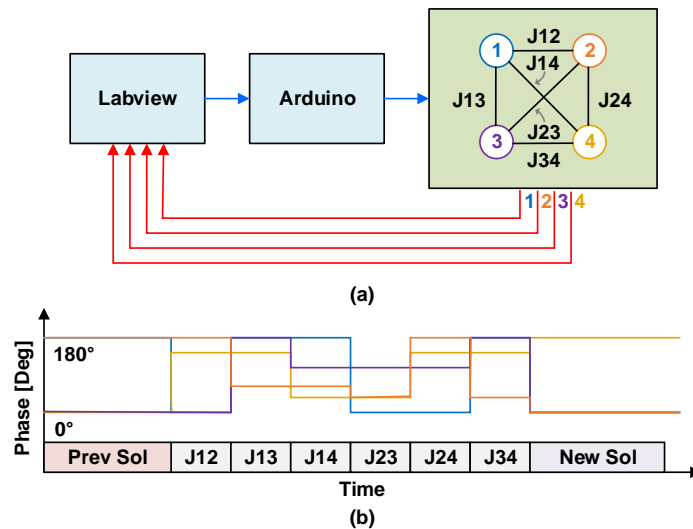 J12
1 2
J14
Labview Arduino J13 J24
3 J23 4
J34
1 2 3 4
(a)
180°
Phase [Deg]
0°
Prev Sol J12 J13 J14 J23 J24 J34 New Sol
Time
(b)